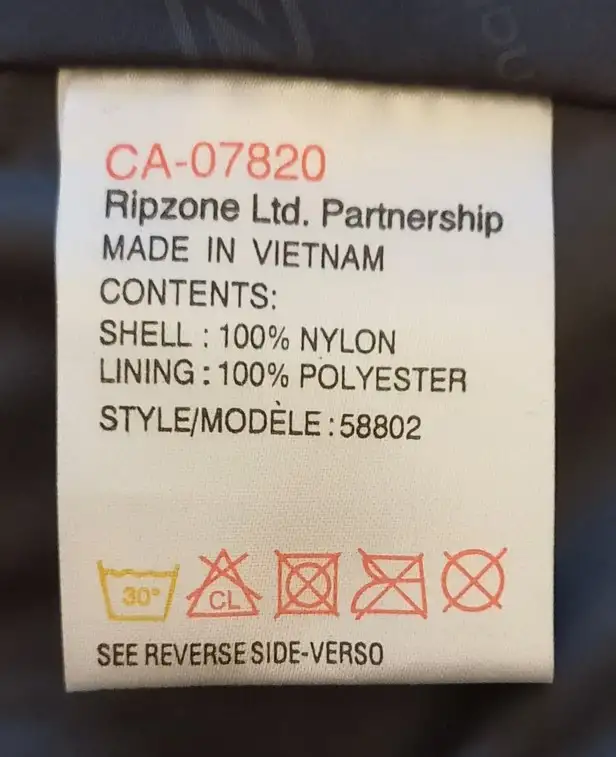 CA-07820
Ripzone Ltd. Partnership
MADE IN VIETNAM
CONTENTS:
SHELL : 100% NYLON
LINING : 100% POLYESTER
STYLE/MODÈLE : 58802
30° CL
SEE REVERSE SIDE-VERSO